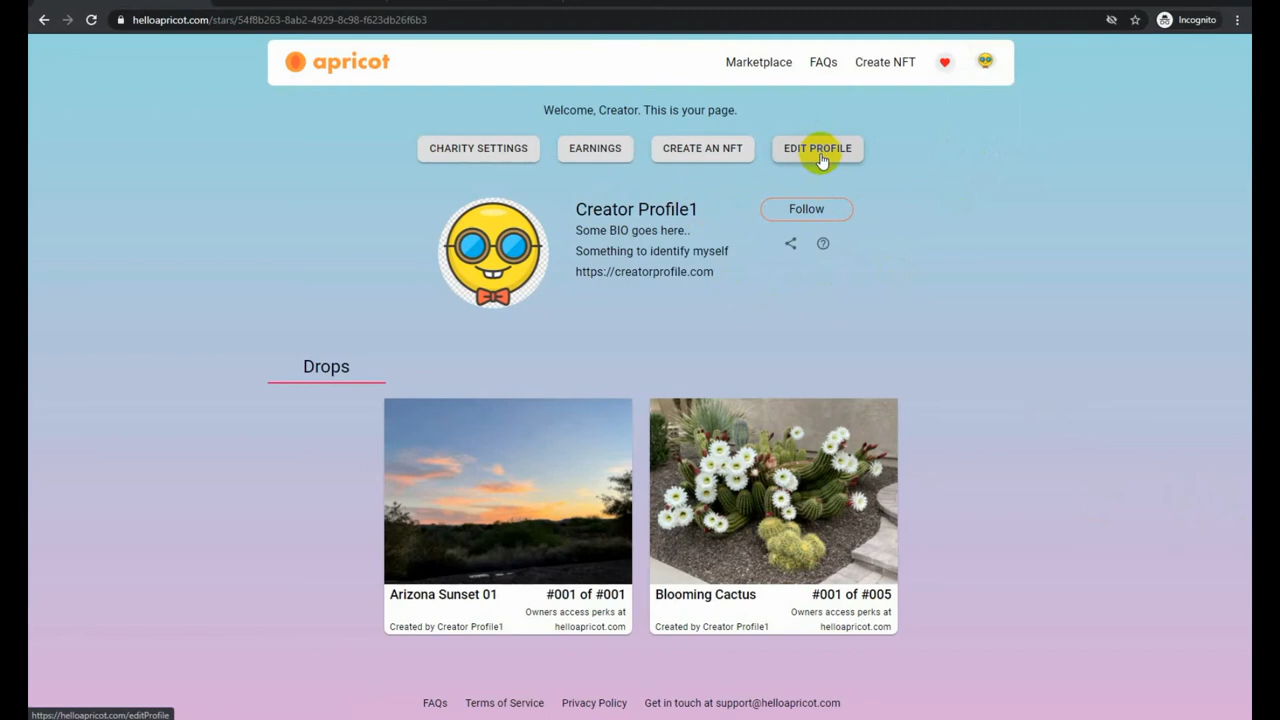 helloapricot.com/stars/54f8b263-8ab2-4929-8c98-f623db26f6b3
Incognito
apricot
Marketplace
FAQs
Create NFT
Welcome, Creator. This is your page.
CHARITY SETTINGS
EARNINGS
CREATE AN NFT
EDIT PROFILE
Creator Profile1
Follow
Some BIO goes here..
Something to identify myself
https://creatorprofile.com
Drops
Arizona Sunset 01
#001 of #001
Owners access perks at
Created by Creator Profile1
helloapricot.com
Blooming Cactus
#001 of #005
Owners access perks at
Created by Creator Profile1
helloapricot.com
FAQs
Terms of Service
Privacy Policy
Get in touch at support@helloapricot.com
https://helloapricot.com/editProfile